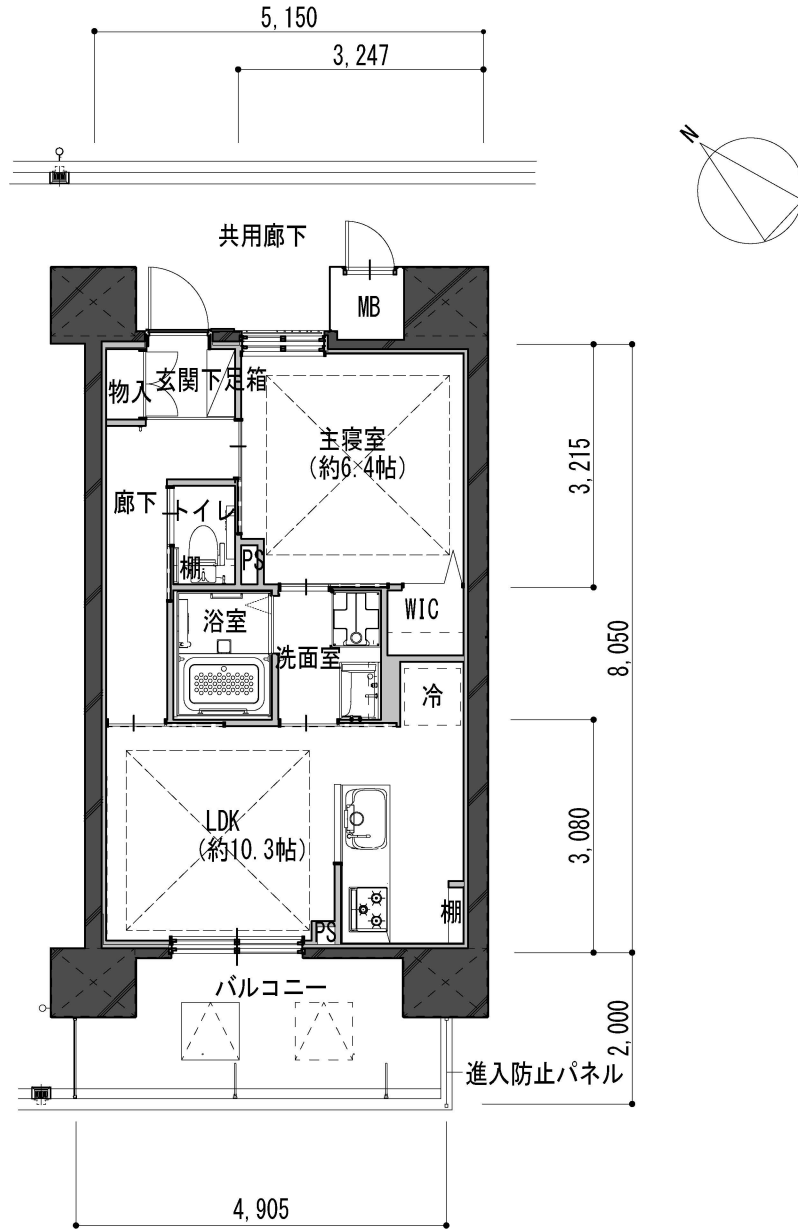 5,150
3,247
N
共用廊下
MB
物入
玄関
下足箱
主寝室
(約6.4帖)
3,215
廊下
トイレ
棚
PS
浴室
洗面室
WIC
8,050
冷
LDK
(約10.3帖)
3,080
棚
PS
バルコニー
2,000
進入防止パネル
4,905